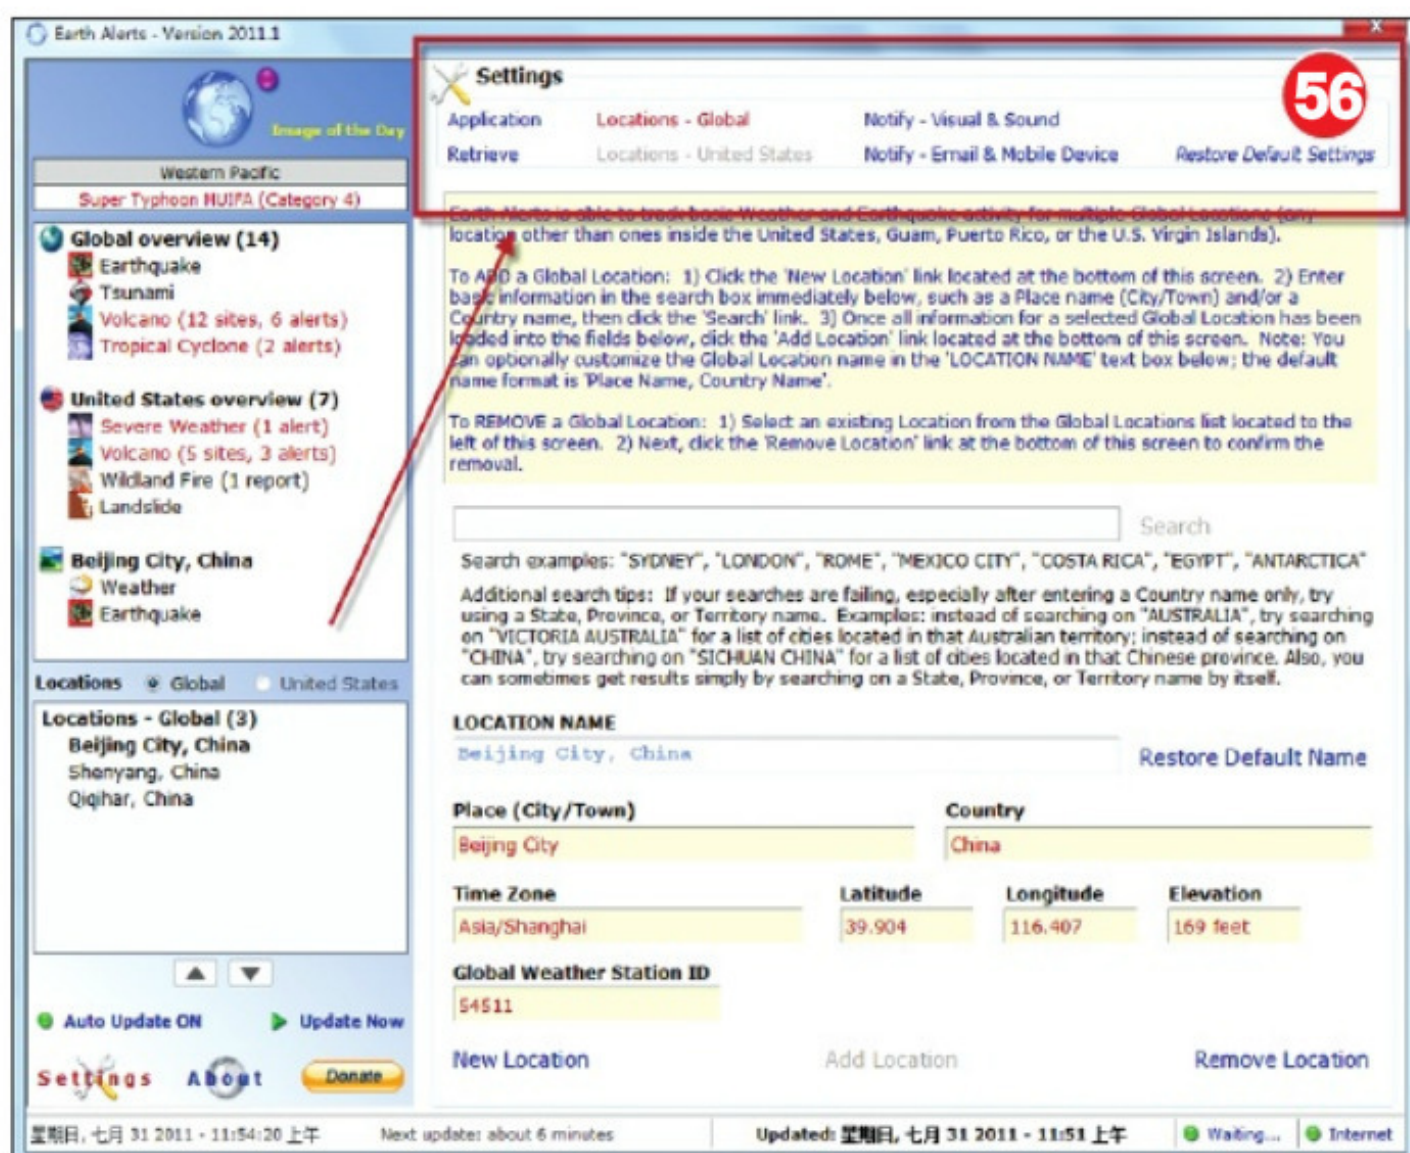 Earth Alerts - Version 2011.1
x
Image of the Day
Western Pacific
Super Typhoon NUIFA (Category 4)
Global overview (14)
Earthquake
Tsunami
Volcano (12 sites, 6 alerts)
Tropical Cyclone (2 alerts)
United States overview (7)
Severe Weather (1 alert)
Volcano (5 sites, 3 alerts)
Wildland Fire (1 report)
Landslide
Beijing City, China
Weather
Earthquake
Locations Global United States
Locations - Global (3)
Beijing City, China
Shenyang, China
Qiqihar, China
Auto Update ON Update Now
Settings About Donate
Settings
56
Application Locations - Global Notify - Visual & Sound
Retrieve Locations - United States Notify - Email & Mobile Device Restore Default Settings
Earth Alerts is able to track basic Weather and Earthquake activity for multiple Global Locations (any
location other than ones inside the United States, Guam, Puerto Rico, or the U.S. Virgin Islands).
To ADD a Global Location: 1) Click the 'New Location' link located at the bottom of this screen. 2) Enter
basic information in the search box immediately below, such as a Place name (City/Town) and/or a
Country name, then click the 'Search' link. 3) Once all information for a selected Global Location has been
loaded into the fields below, click the 'Add Location' link located at the bottom of this screen. Note: You
can optionally customize the Global Location name in the 'LOCATION NAME' text box below; the default
name format is 'Place Name, Country Name'.
To REMOVE a Global Location: 1) Select an existing Location from the Global Locations list located to the
left of this screen. 2) Next, click the 'Remove Location' link at the bottom of this screen to confirm the
removal.
Search
Search examples: "SYDNEY", "LONDON", "ROME", "MEXICO CITY", "COSTA RICA", "EGYPT", "ANTARCTICA"
Additional search tips: If your searches are failing, especially after entering a Country name only, try
using a State, Province, or Territory name. Examples: instead of searching on "AUSTRALIA", try searching
on "VICTORIA AUSTRALIA" for a list of cities located in that Australian territory; instead of searching on
"CHINA", try searching on "SICHUAN CHINA" for a list of cities located in that Chinese province. Also, you
can sometimes get results simply by searching on a State, Province, or Territory name by itself.
LOCATION NAME
Beijing City, China Restore Default Name
Place (City/Town) Country
Beijing City China
Time Zone Latitude Longitude Elevation
Asia/Shanghai 39.904 116.407 169 feet
Global Weather Station ID
54511
New Location Add Location Remove Location
星期日, 七月 31 2011 - 11:54:20 上午 Next update: about 6 minutes Updated: 星期日, 七月 31 2011 - 11:51 上午 Waiting... Internet